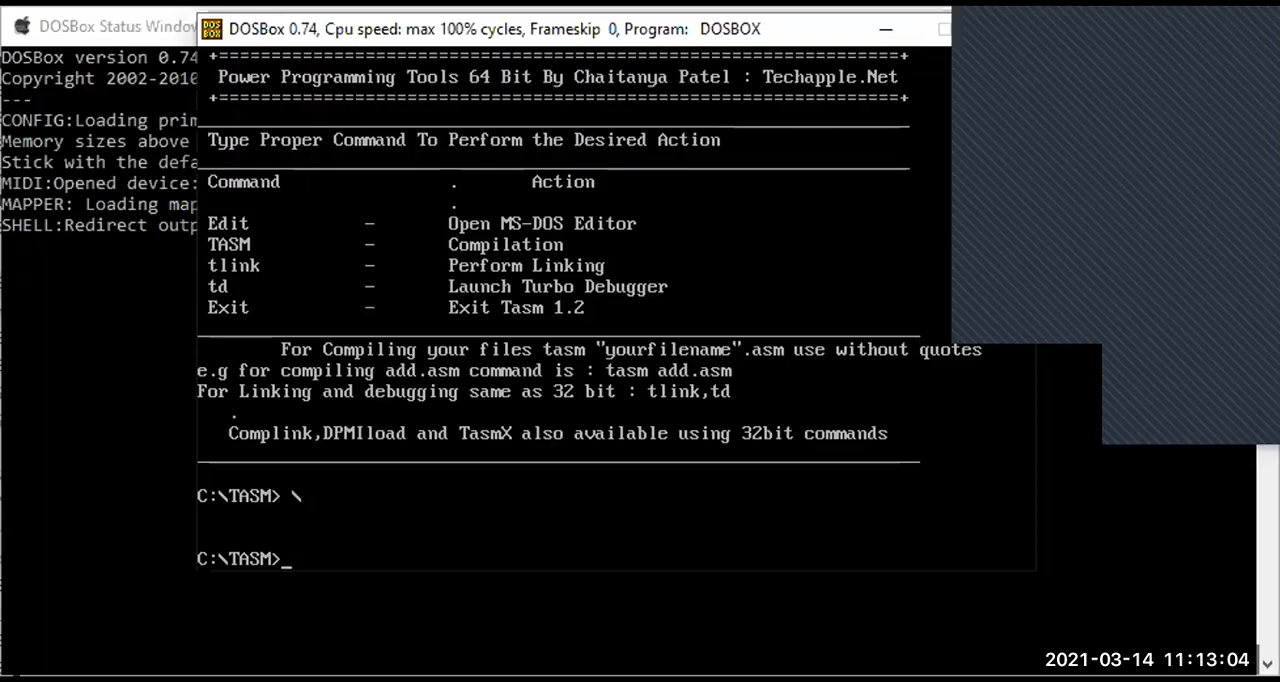 DOSBox Status Window
DOSBox version 0.74
Copyright 2002-2010
---
CONFIG:Loading
Memory sizes above
Stick with the
MIDI:Opened device:
MAPPER: Loading
SHELL:Redirect
DOSBox 0.74, Cpu speed: max 100% cycles, Frameskip 0, Program: DOSBOX
+=================================================================+
Power Programming Tools 64 Bit By Chaitanya Patel : Techapple.Net
+=================================================================+
Type Proper Command To Perform the Desired Action
Command . Action
.
Edit - Open MS-DOS Editor
TASM - Compilation
tlink - Perform Linking
td - Launch Turbo Debugger
Exit - Exit Tasm 1.2
For Compiling your files tasm "yourfilename".asm use without quotes
e.g for compiling add.asm command is : tasm add.asm
For Linking and debugging same as 32 bit : tlink,td
.
Complink,DPMIload and TasmX also available using 32bit commands
C:\TASM> \
C:\TASM>_
2021-03-14 11:13:04